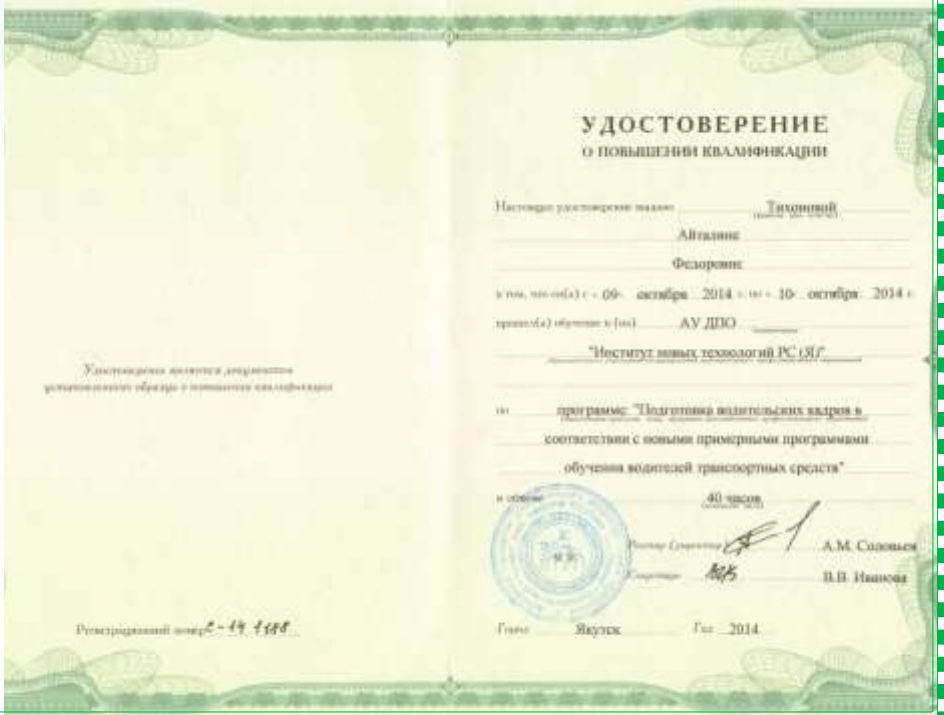 Удостоверение является документом
установленного образца о повышении квалификации
Регистрационный номер
УДОСТОВЕРЕНИЕ
О ПОВЫШЕНИИ КВАЛИФИКАЦИИ
Настоящее удостоверение выдано Тихоновой
Айталине
Федоровне
в том, что он(а) с « 09 » октября 2014 г. по « 10 » октября 2014 г.
прошел(а) обучение в (на) АУ ДПО
"Институт новых технологий РС (Я)"
по программе: "Подготовка водительских кадров в
соответствии с новыми примерными программами
обучения водителей транспортных средств"
в объеме 40 часов
М.П.
Ректор (директор) А.М. Соловьев
Секретарь В.В. Иванова
Город Якутск Год 2014